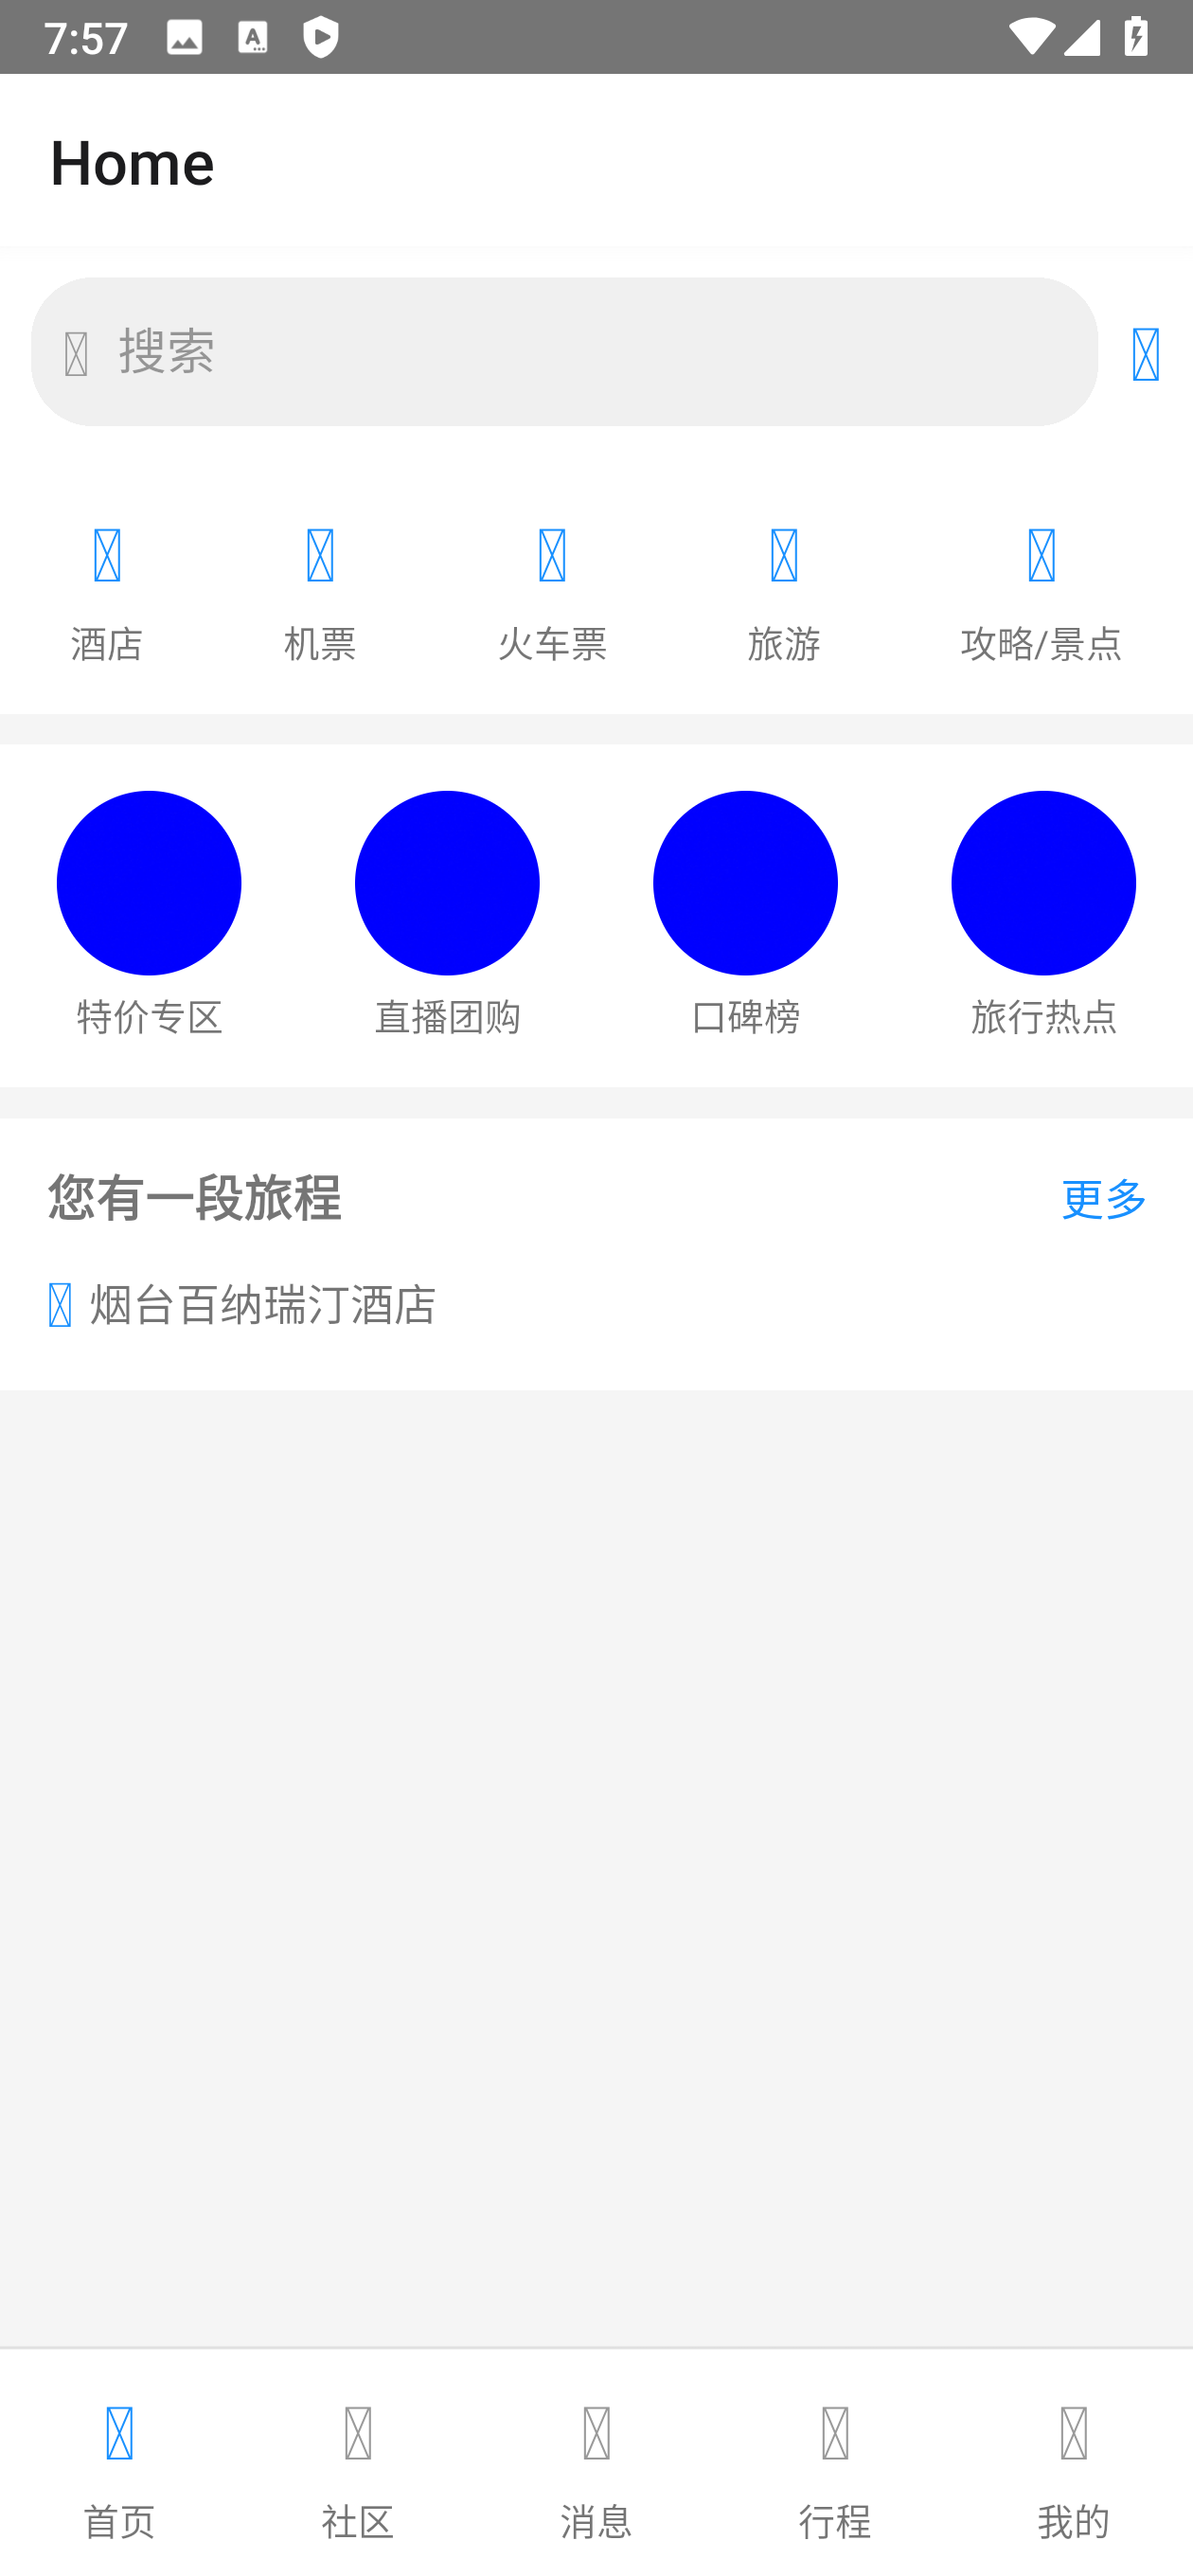 7:57
Home
搜索
酒店 机票 火车票 旅游 攻略/景点
特价专区 直播团购 口碑榜 旅行热点
您有一段旅程 更多
烟台百纳瑞汀酒店
首页 社区 消息 行程 我的